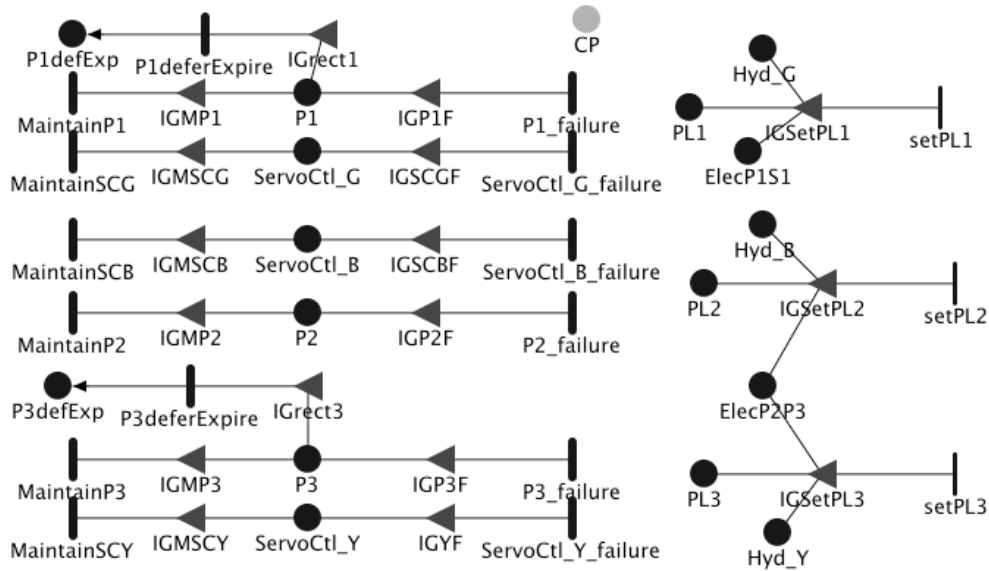 CP
P1defExp
P1deferExpire
IGrect1
Hyd_G
MaintainP1
IGMP1
P1
IGP1F
P1_failure
PL1
IGSetPL1
setPL1
MaintainSCG
IGMSCG
ServoCtl_G
IGSCGF
ServoCtl_G_failure
ElecP1S1
Hyd_B
MaintainSCB
IGMSCB
ServoCtl_B
IGSCBF
ServoCtl_B_failure
PL2
IGSetPL2
setPL2
MaintainP2
IGMP2
P2
IGP2F
P2_failure
P3defExp
P3deferExpire
IGrect3
ElecP2P3
MaintainP3
IGMP3
P3
IGP3F
P3_failure
PL3
IGSetPL3
setPL3
MaintainSCY
IGMSCY
ServoCtl_Y
IGYF
ServoCtl_Y_failure
Hyd_Y